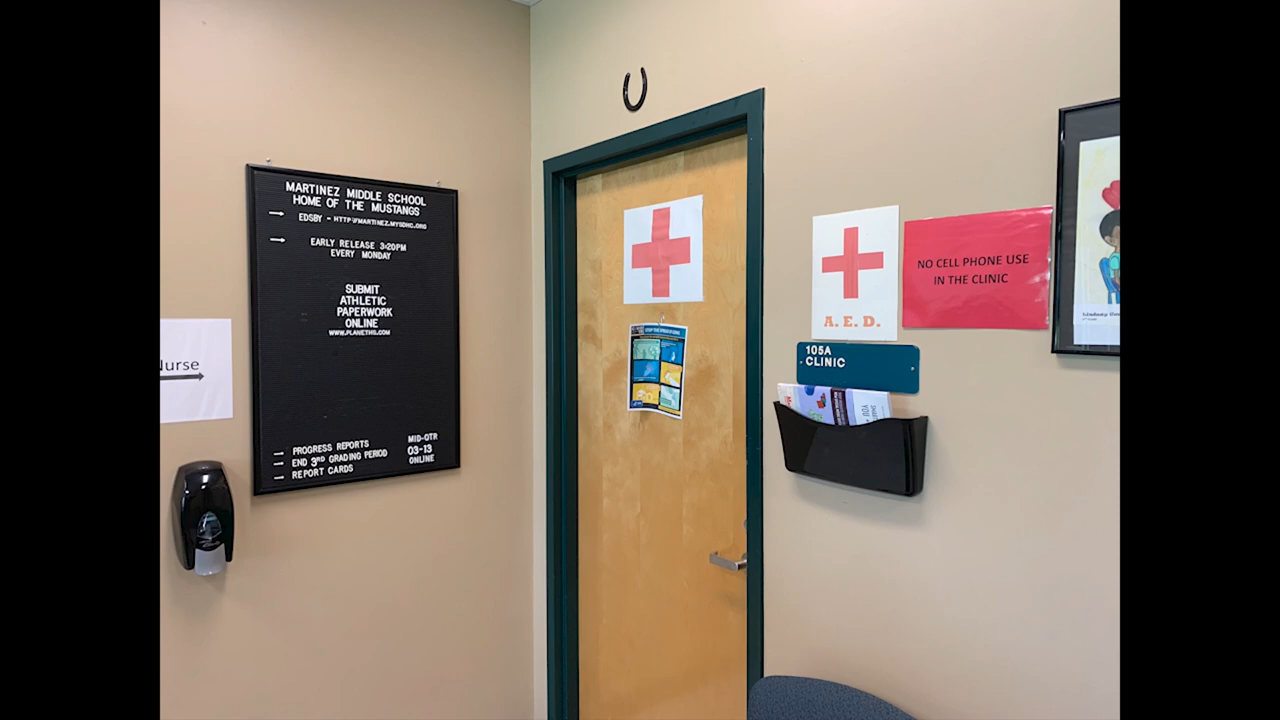 MARTINEZ MIDDLE SCHOOL
HOME OF THE MUSTANGS
EDSBY - HTTP://MARTINEZ.MYSDHC.ORG
EARLY RELEASE 3:20PM
EVERY MONDAY
SUBMIT
ATHLETIC
PAPERWORK
ONLINE
WWW.PLANETHS.COM
PROGRESS REPORTS MID-QTR
END 3RD GRADING PERIOD 03-13
REPORT CARDS ONLINE
Nurse
A. E. D.
NO CELL PHONE USE
IN THE CLINIC
105A
CLINIC
YOU